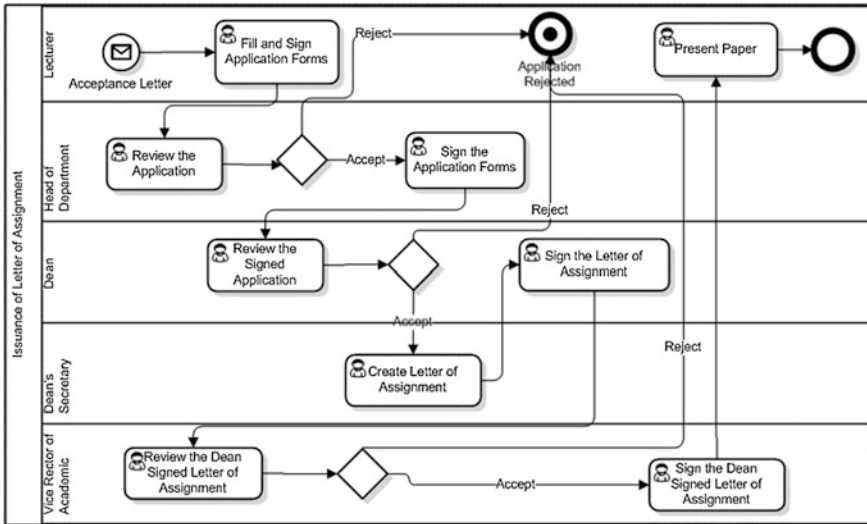 Issuance of Letter of Assignment
Lecturer
Acceptance Letter
Fill and Sign
Application Forms
Reject
Application
Rejected
Present Paper
Head of
Department
Review the
Application
Accept
Sign the
Application Forms
Dean
Review the
Signed
Application
Reject
Accept
Sign the Letter of
Assignment
Dean's
Secretary
Create Letter of
Assignment
Reject
Vice Rector of
Academic
Review the Dean
Signed Letter of
Assignment
Accept
Sign the Dean
Signed Letter of
Assignment